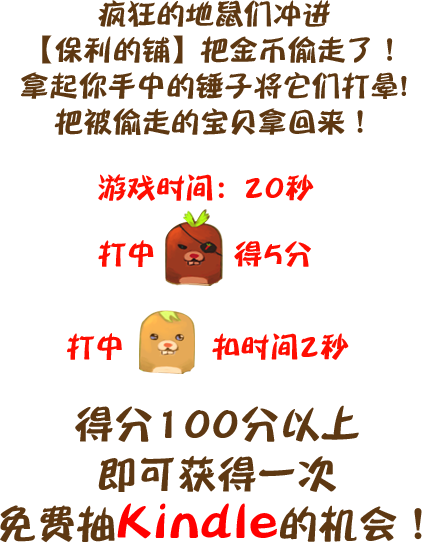 疯狂的地鼠们冲进
【保利的铺】把金币偷走了！
拿起你手中的锤子将它们打晕!
把被偷走的宝贝拿回来！
游戏时间：20秒
打中 得5分
打中 扣时间2秒
得分100分以上
即可获得一次
免费抽Kindle的机会！